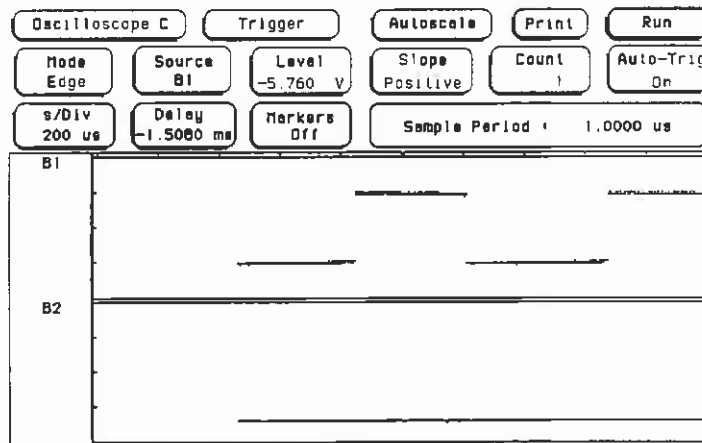 Oscilloscope C Trigger Autoscale Print Run
Mode Edge
Source B1
Level -5.760 V
Slope Positive
Count 1
Auto-Trig On
s/Div 200 us
Delay -1.5080 ms
Markers Off
Sample Period : 1.0000 us
B1
B2